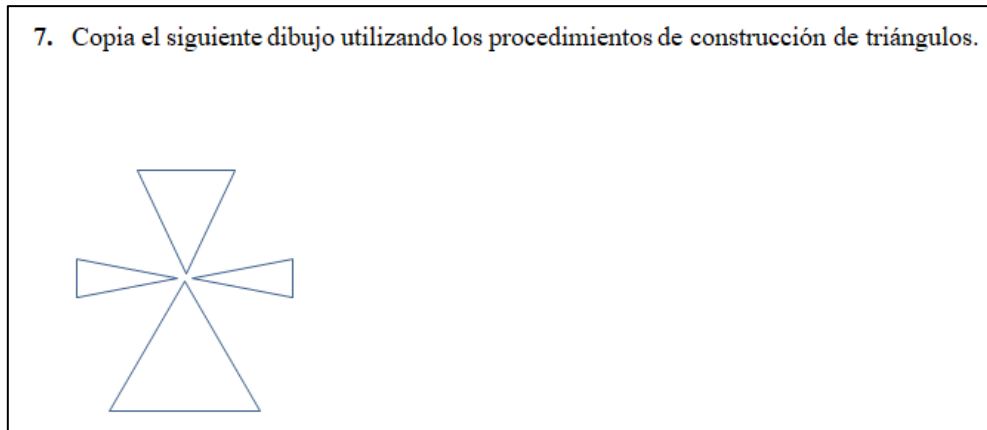 7. Copia el siguiente dibujo utilizando los procedimientos de construcción de triángulos.